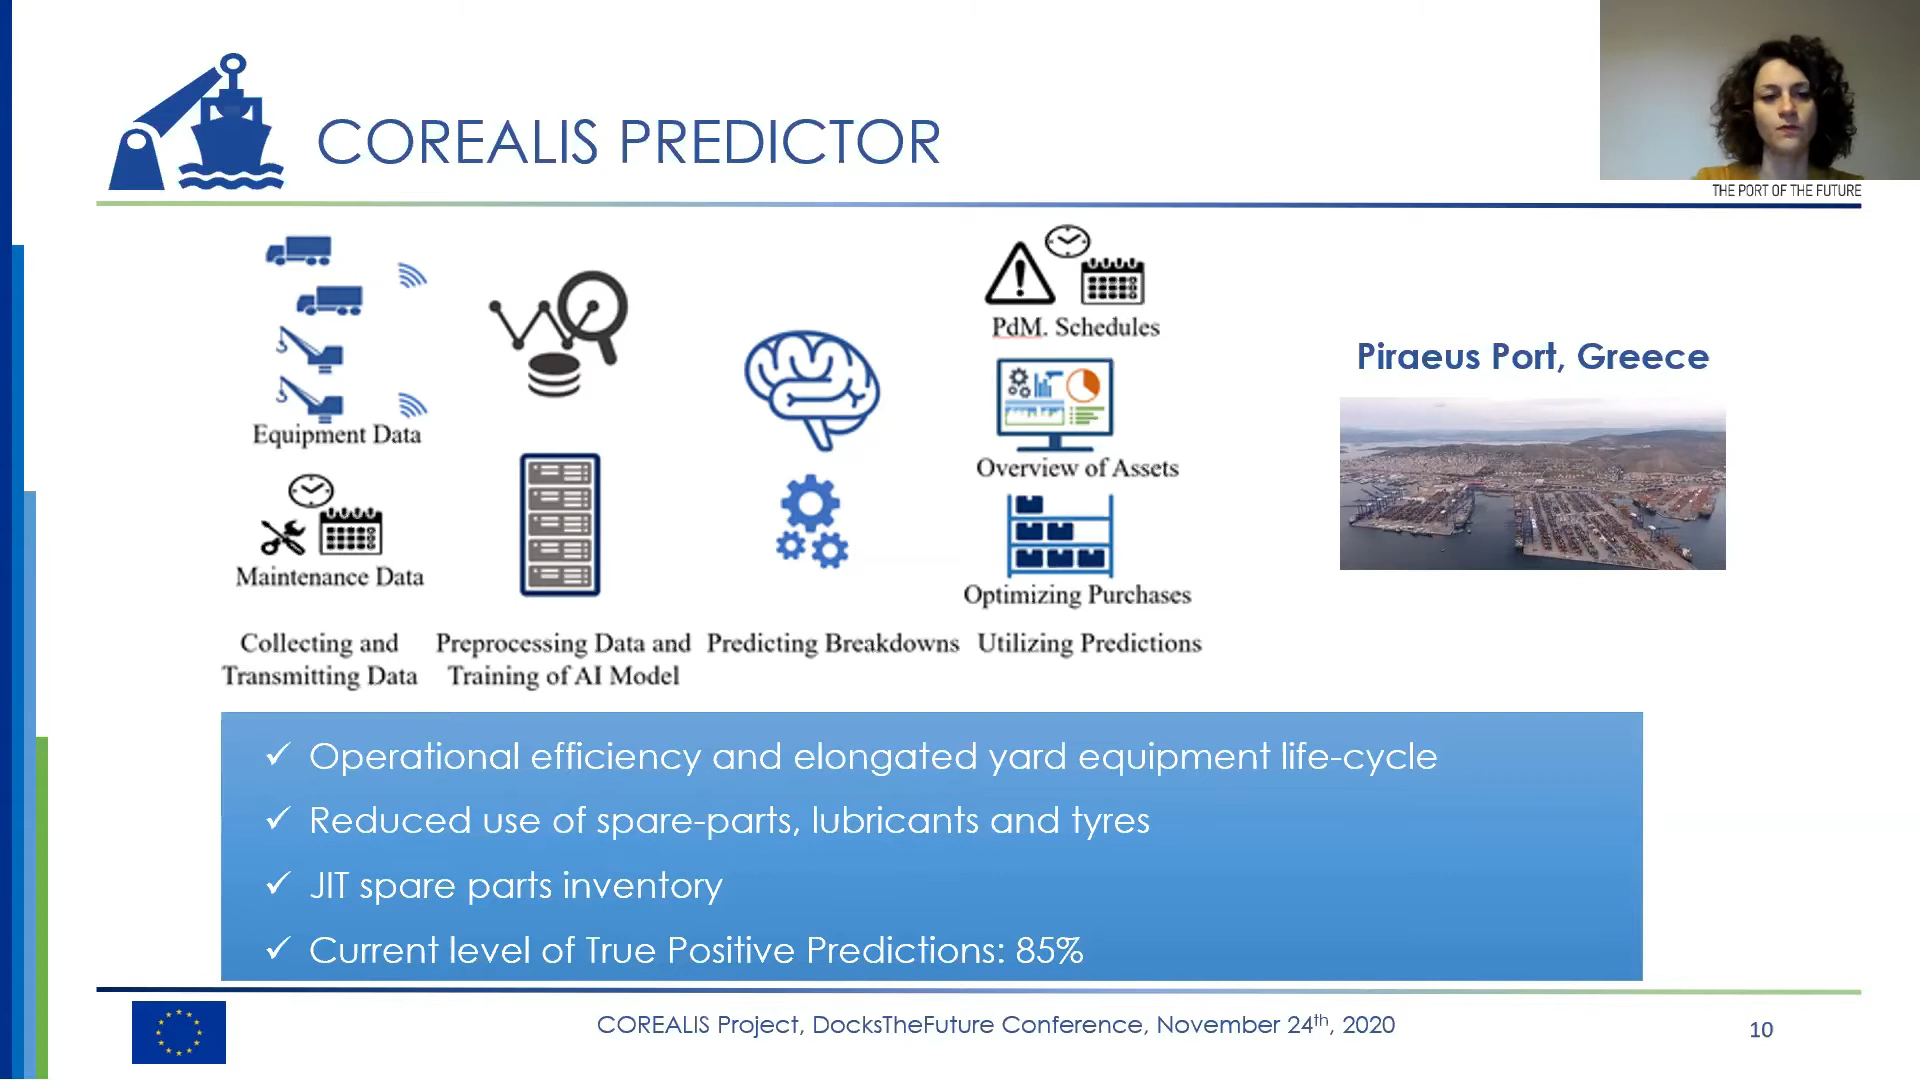 COREALIS PREDICTOR
THE PORT OF THE FUTURE
Equipment Data
Maintenance Data
Collecting and
Transmitting Data
Preprocessing Data and
Training of AI Model
Predicting Breakdowns
PdM. Schedules
Overview of Assets
Optimizing Purchases
Utilizing Predictions
Piraeus Port, Greece
✓ Operational efficiency and elongated yard equipment life-cycle
✓ Reduced use of spare-parts, lubricants and tyres
✓ JIT spare parts inventory
✓ Current level of True Positive Predictions: 85%
COREALIS Project, DocksTheFuture Conference, November 24th, 2020
10